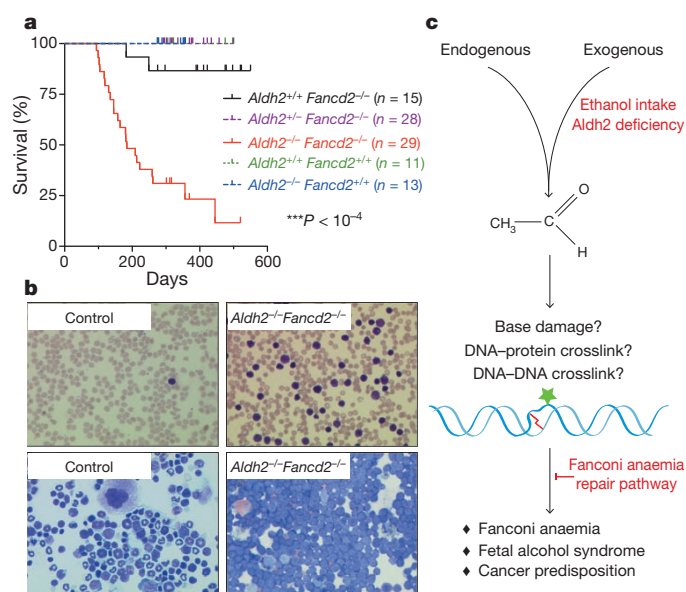 a
100
75
50
25
0
Survival (%)
0 200 400 600
Days
Aldh2+/+ Fancd2−/− (n = 15)
Aldh2+/− Fancd2−/− (n = 28)
Aldh2−/− Fancd2−/− (n = 29)
Aldh2+/+ Fancd2+/+ (n = 11)
Aldh2−/− Fancd2+/+ (n = 13)
***P < 10−4
b
Control
Aldh2−/−Fancd2−/−
Control
Aldh2−/−Fancd2−/−
c
Endogenous Exogenous
Ethanol intake
Aldh2 deficiency
O
CH3 C
H
Base damage?
DNA–protein crosslink?
DNA–DNA crosslink?
Fanconi anaemia
repair pathway
♦ Fanconi anaemia
♦ Fetal alcohol syndrome
♦ Cancer predisposition